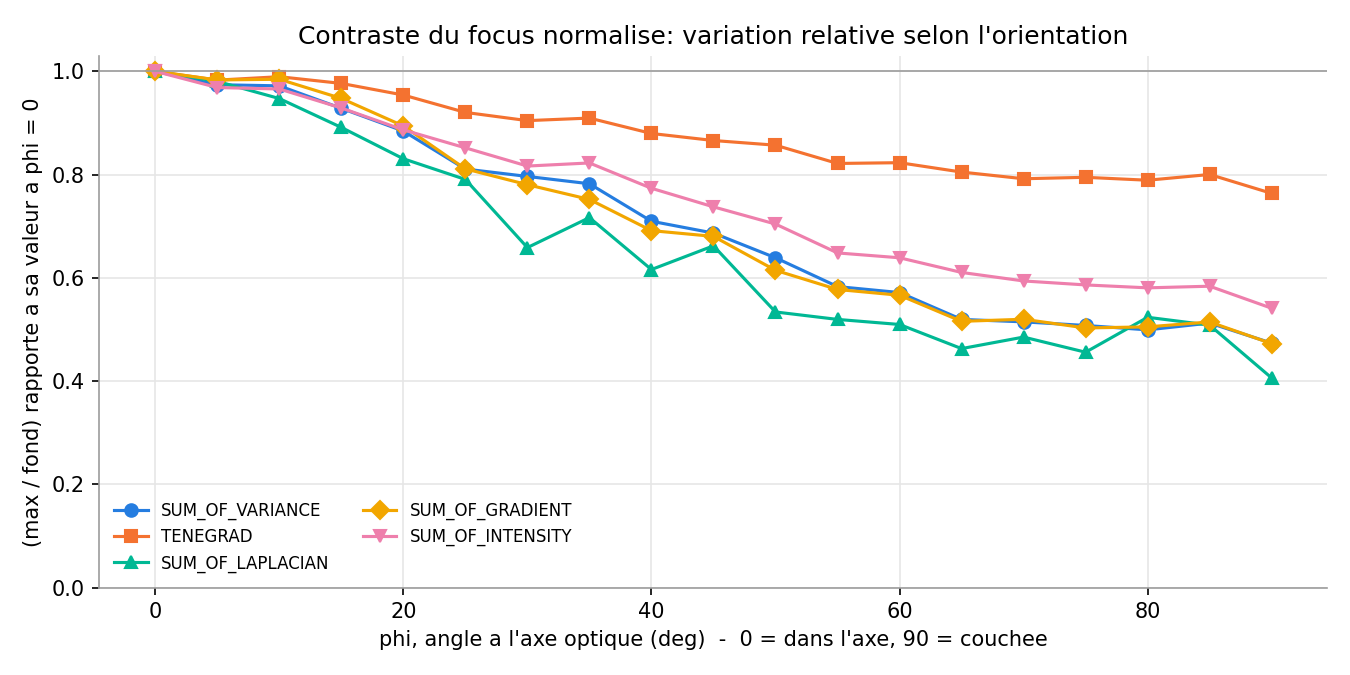 Contraste du focus normalise: variation relative selon l'orientation
(max / fond) rapporte a sa valeur a phi = 0
1.0
0.8
0.6
0.4
0.2
0.0
SUM_OF_VARIANCE
TENEGRAD
SUM_OF_LAPLACIAN
SUM_OF_GRADIENT
SUM_OF_INTENSITY
0 20 40 60 80
phi, angle a l'axe optique (deg)  -  0 = dans l'axe, 90 = couchee